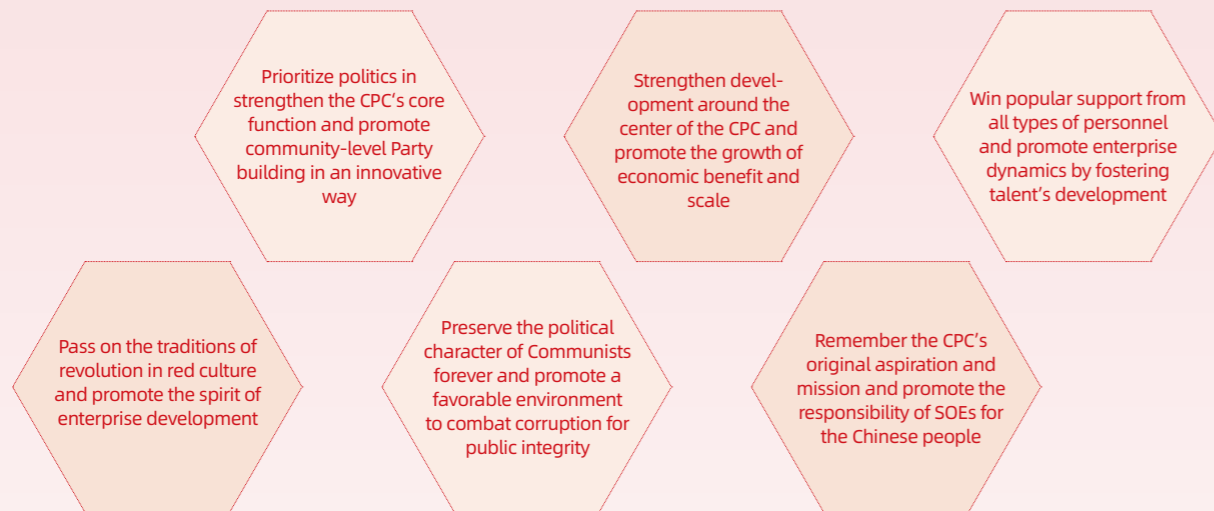 Prioritize politics in
strengthen the CPC's core
function and promote
community-level Party
building in an innovative
way
Strengthen devel-
opment around the
center of the CPC and
promote the growth of
economic benefit and
scale
Win popular support from
all types of personnel
and promote enterprise
dynamics by fostering
talent's development
Pass on the traditions of
revolution in red culture
and promote the spirit of
enterprise development
Preserve the political
character of Communists
forever and promote a
favorable environment
to combat corruption for
public integrity
Remember the CPC's
original aspiration and
mission and promote the
responsibility of SOEs for
the Chinese people